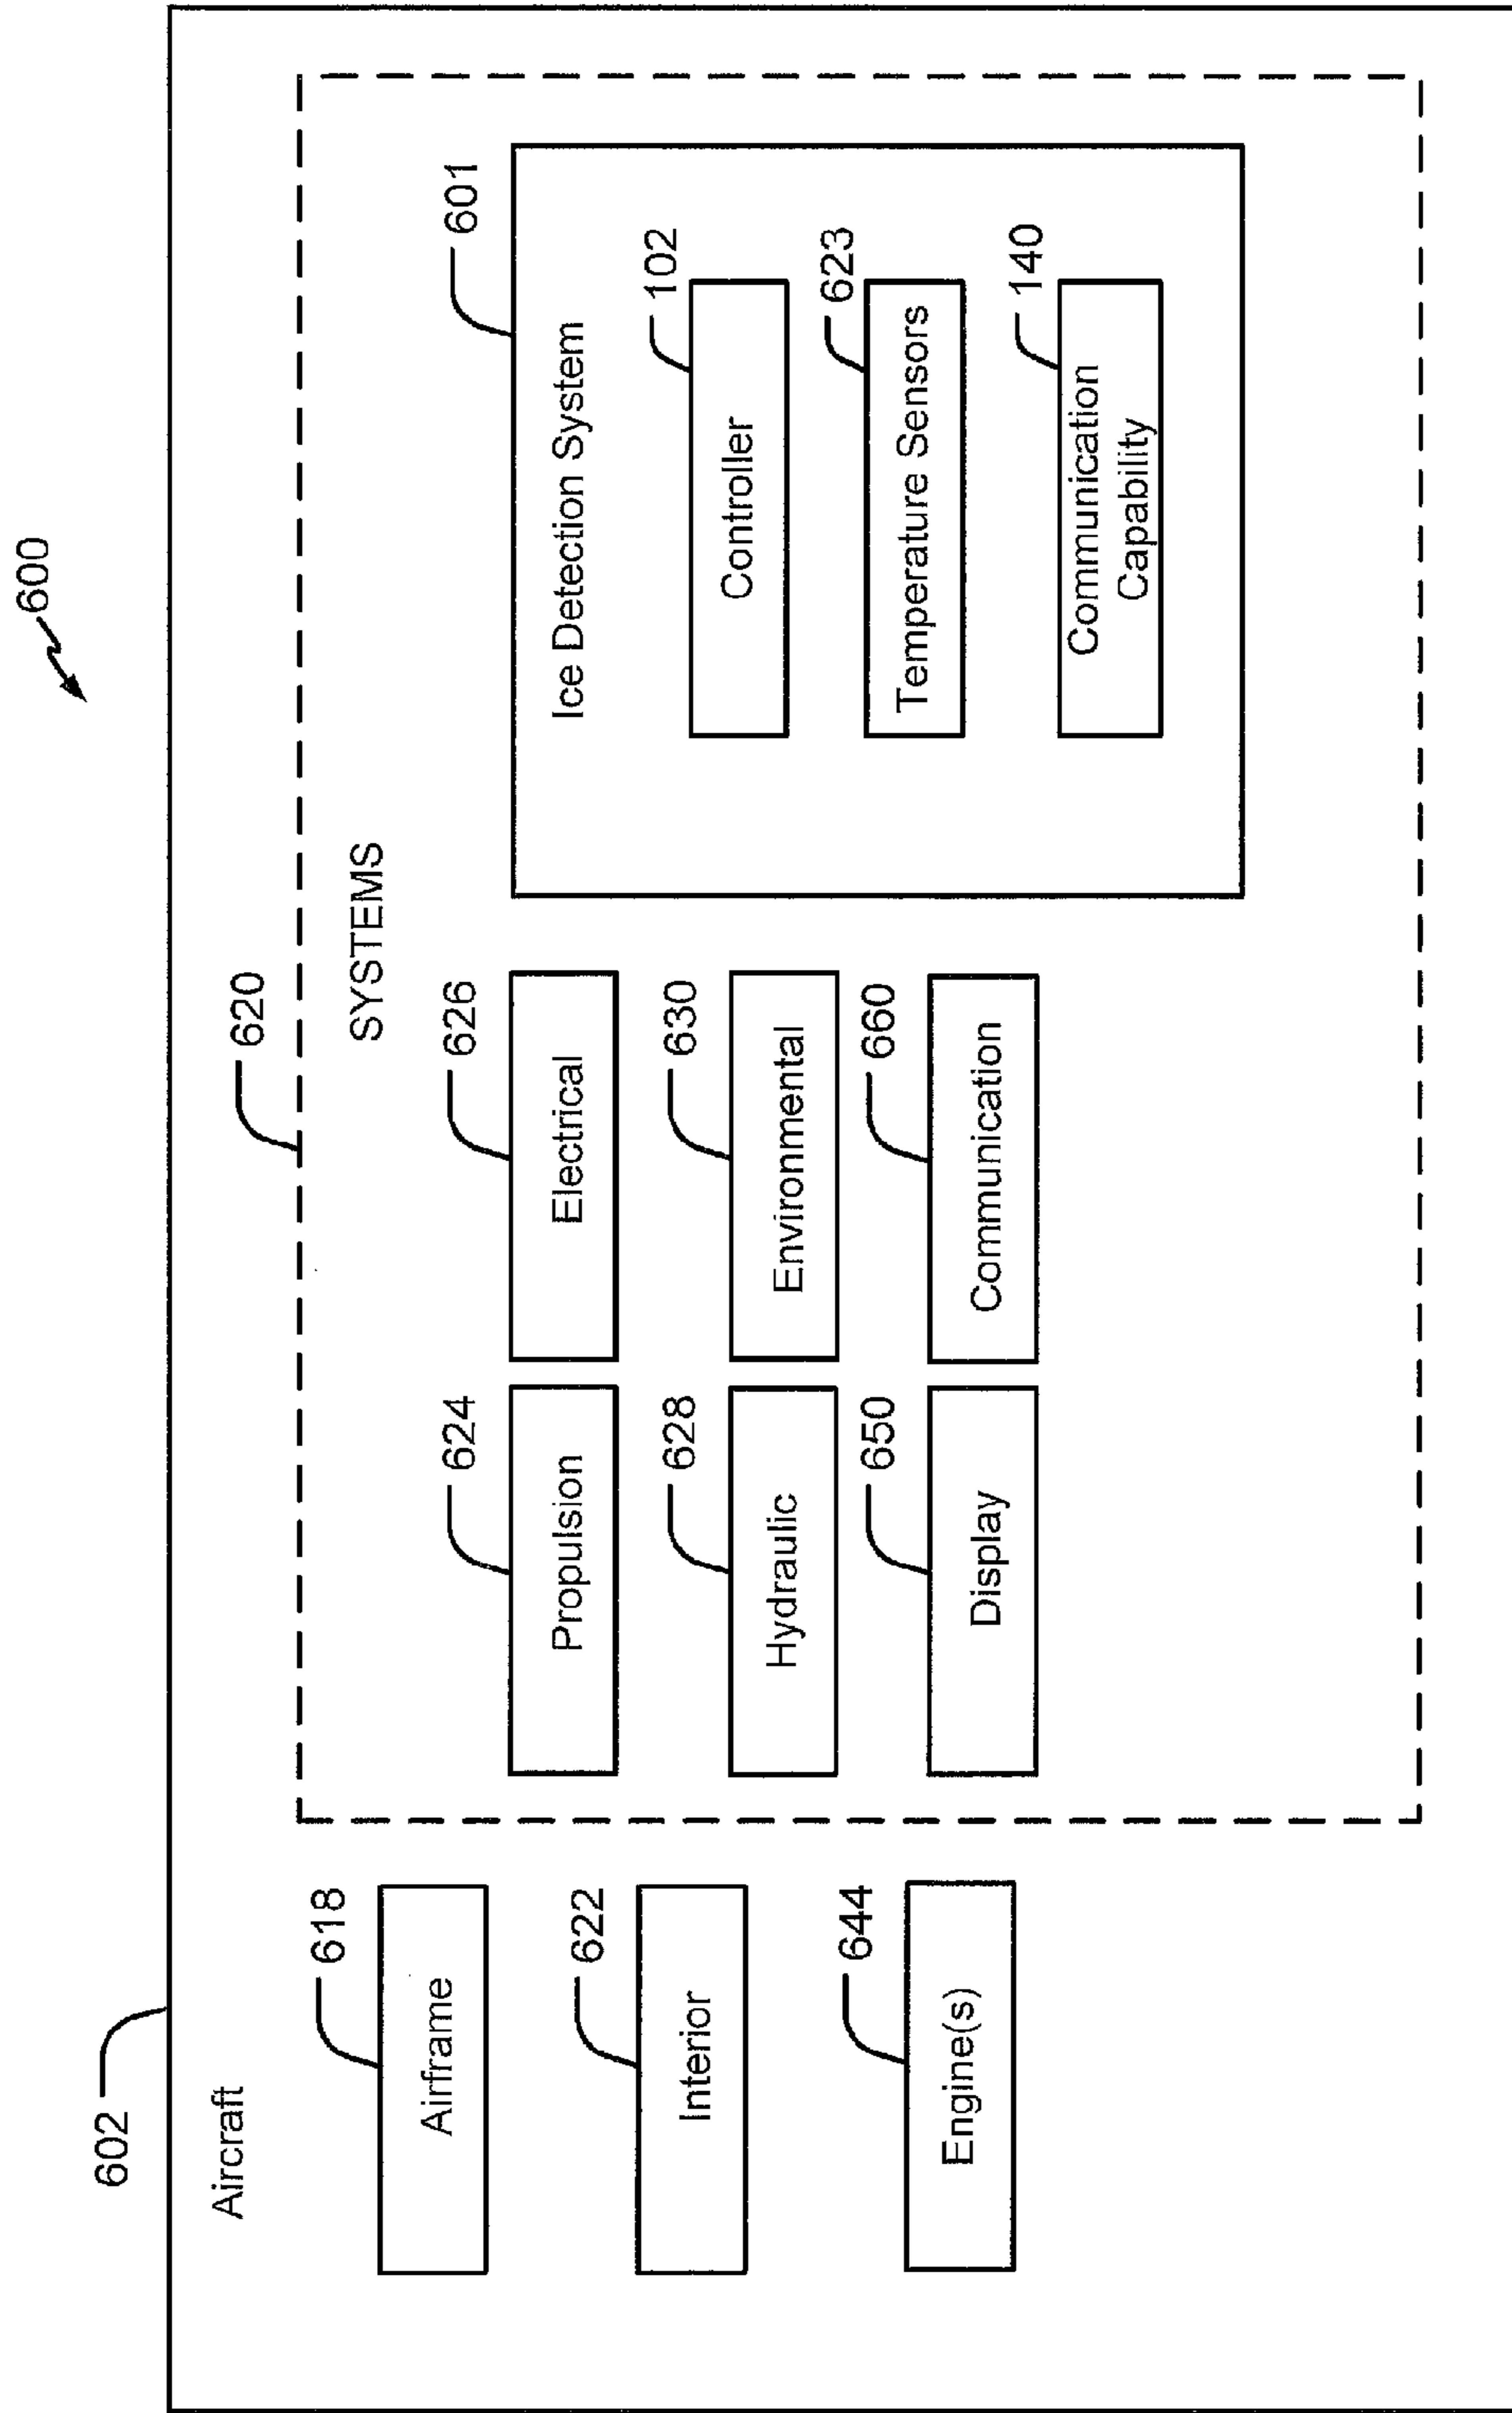 600
602
Aircraft
620
SYSTEMS
618
Airframe
622
Interior
644
Engine(s)
624
Propulsion
626
Electrical
628
Hydraulic
630
Environmental
650
Display
660
Communication
601
Ice Detection System
102
Controller
623
Temperature Sensors
140
Communication
Capability